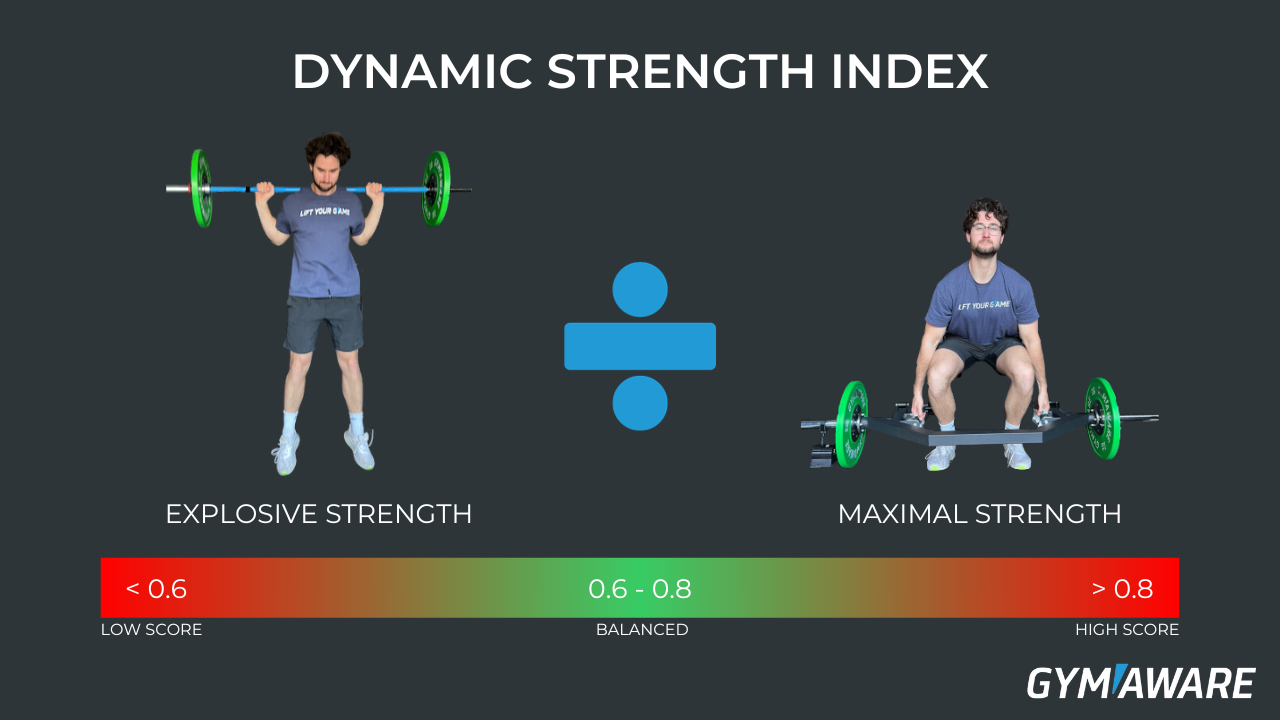 DYNAMIC STRENGTH INDEX
LIFT YOUR GAME
LIFT YOUR GAME
EXPLOSIVE STRENGTH
MAXIMAL STRENGTH
< 0.6
0.6 - 0.8
> 0.8
LOW SCORE
BALANCED
HIGH SCORE
GYMAWARE